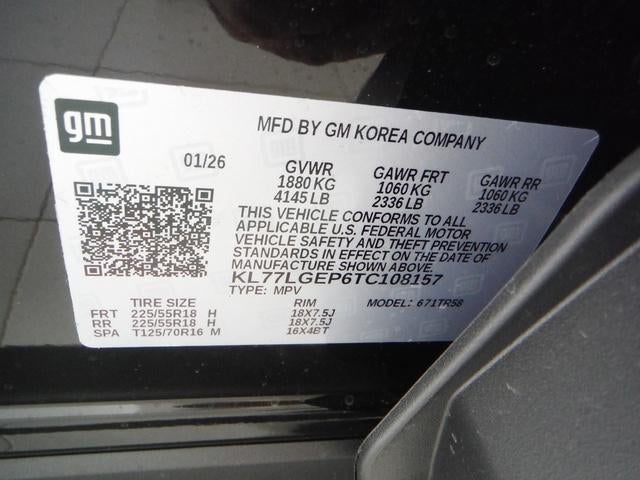 gm
MFD BY GM KOREA COMPANY
01/26 GVWR GAWR FRT GAWR RR
1880 KG 1060 KG 1060 KG
4145 LB 2336 LB 2336 LB
THIS VEHICLE CONFORMS TO ALL
APPLICABLE U.S. FEDERAL MOTOR
VEHICLE SAFETY AND THEFT PREVENTION
STANDARDS IN EFFECT ON THE DATE OF
MANUFACTURE SHOWN ABOVE.
KL77LGEP6TC108157
TYPE: MPV MODEL: 671TR58
TIRE SIZE RIM
FRT 225/55R18 H 18X7.5J
RR 225/55R18 H 18X7.5J
SPA T125/70R16 M 16X4BT